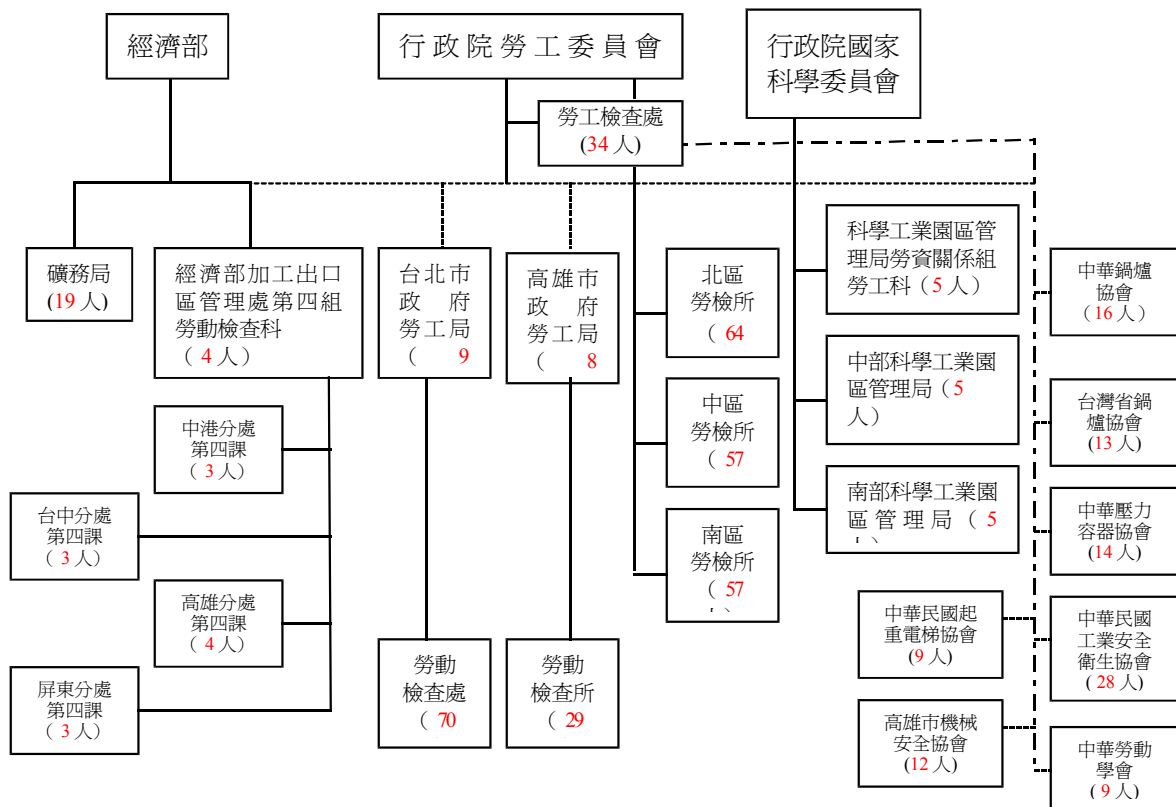 經濟部
行政院勞工委員會
行政院國家
科學委員會
勞工檢查處
(34人)
礦務局
(19人)
經濟部加工出口
區管理處第四組
勞動檢查科
（4人）
台北市
政府
勞工局
（ 9
高雄市
政府
勞工局
（ 8
北區
勞檢所
（64
科學工業園區管
理局勞資關係組
勞工科（5人）
中華鍋爐
協會
（16人）
中部科學工業園
區管理局（5
人）
台灣省鍋
爐協會
(13人)
中港分處
第四課
（3人）
中區
勞檢所
（57
南部科學工業園
區管理局（5
台中分處
第四課
（3人）
中華壓力
容器協會
(14人)
南區
勞檢所
（57
高雄分處
第四課
（4人）
中華民國起
重電梯協會
(9人)
中華民國
工業安全
衛生協會
(28人)
屏東分處
第四課
（3人）
勞動
檢查處
（70
勞動
檢查所
（29
高雄市機械
安全協會
(12人)
中華勞動
學會
(9人)